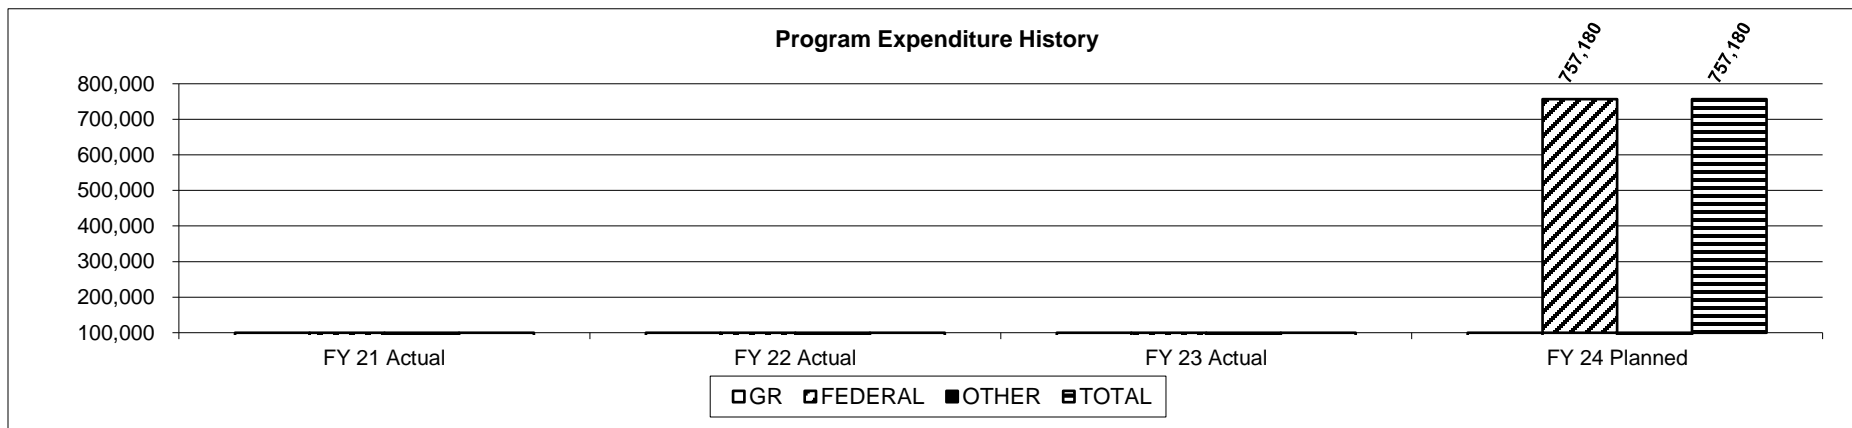 Program Expenditure History
757,180
757,180
800,000
700,000
600,000
500,000
400,000
300,000
200,000
100,000
FY 21 Actual
FY 22 Actual
FY 23 Actual
FY 24 Planned
GR
FEDERAL
OTHER
TOTAL